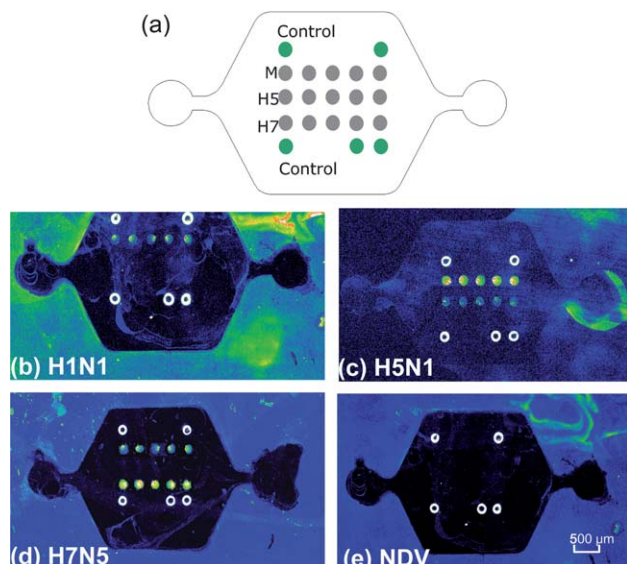 (a)
Control
M
H5
H7
Control
(b) H1N1
(c) H5N1
(d) H7N5
(e) NDV
500 µm